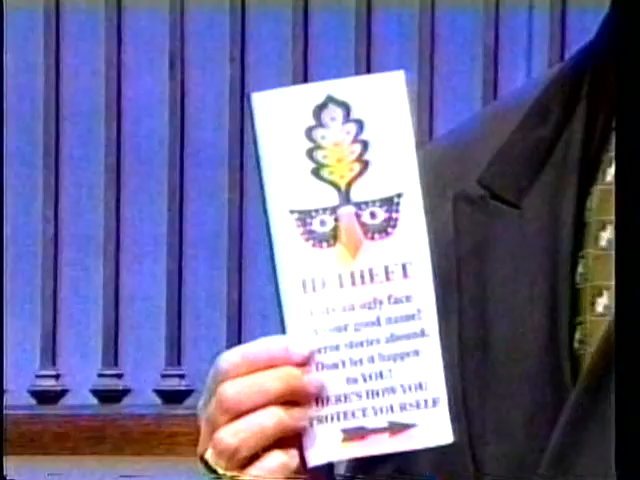 ID THEFT
an ugly face
your good name!
stories abound.
Don't let it happen
to YOU!
HERE'S HOW YOU
PROTECT YOURSELF